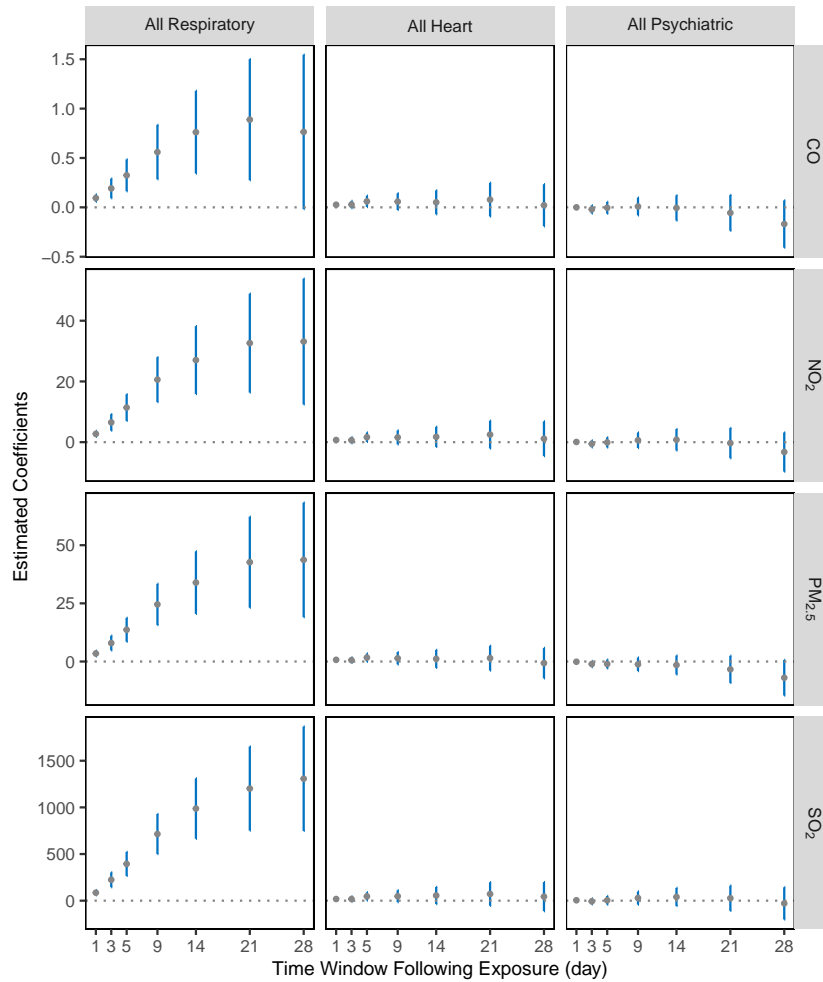 All Respiratory
All Heart
All Psychiatric
Estimated Coefficients
1.5
1.0
0.5
0.0
−0.5
CO
40
20
0
NO₂
50
25
0
PM₂.₅
1500
1000
500
0
SO₂
1 3 5 9 14 21 28
1 3 5 9 14 21 28
1 3 5 9 14 21 28
Time Window Following Exposure (day)